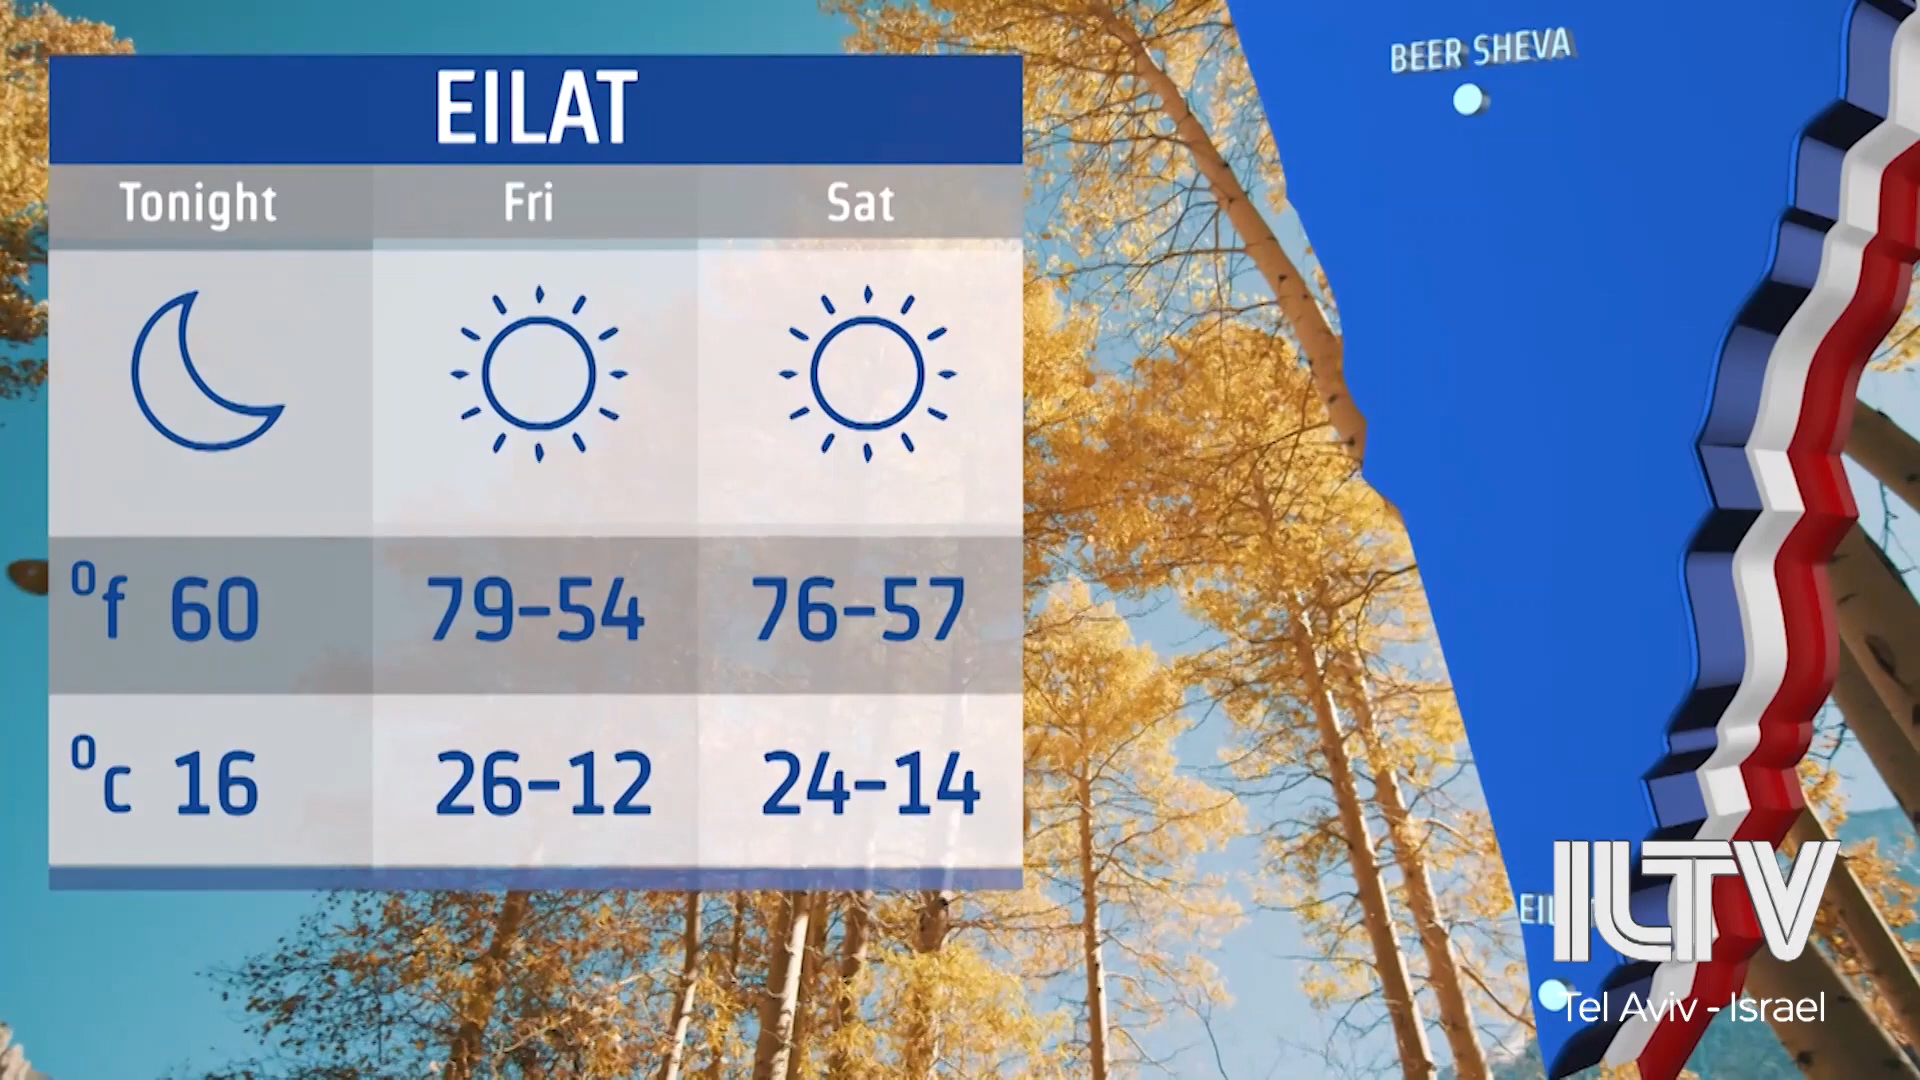 EILAT
Tonight Fri Sat
°f 60 79-54 76-57
°c 16 26-12 24-14
BEER SHEVA
ILTV
Tel Aviv - Israel